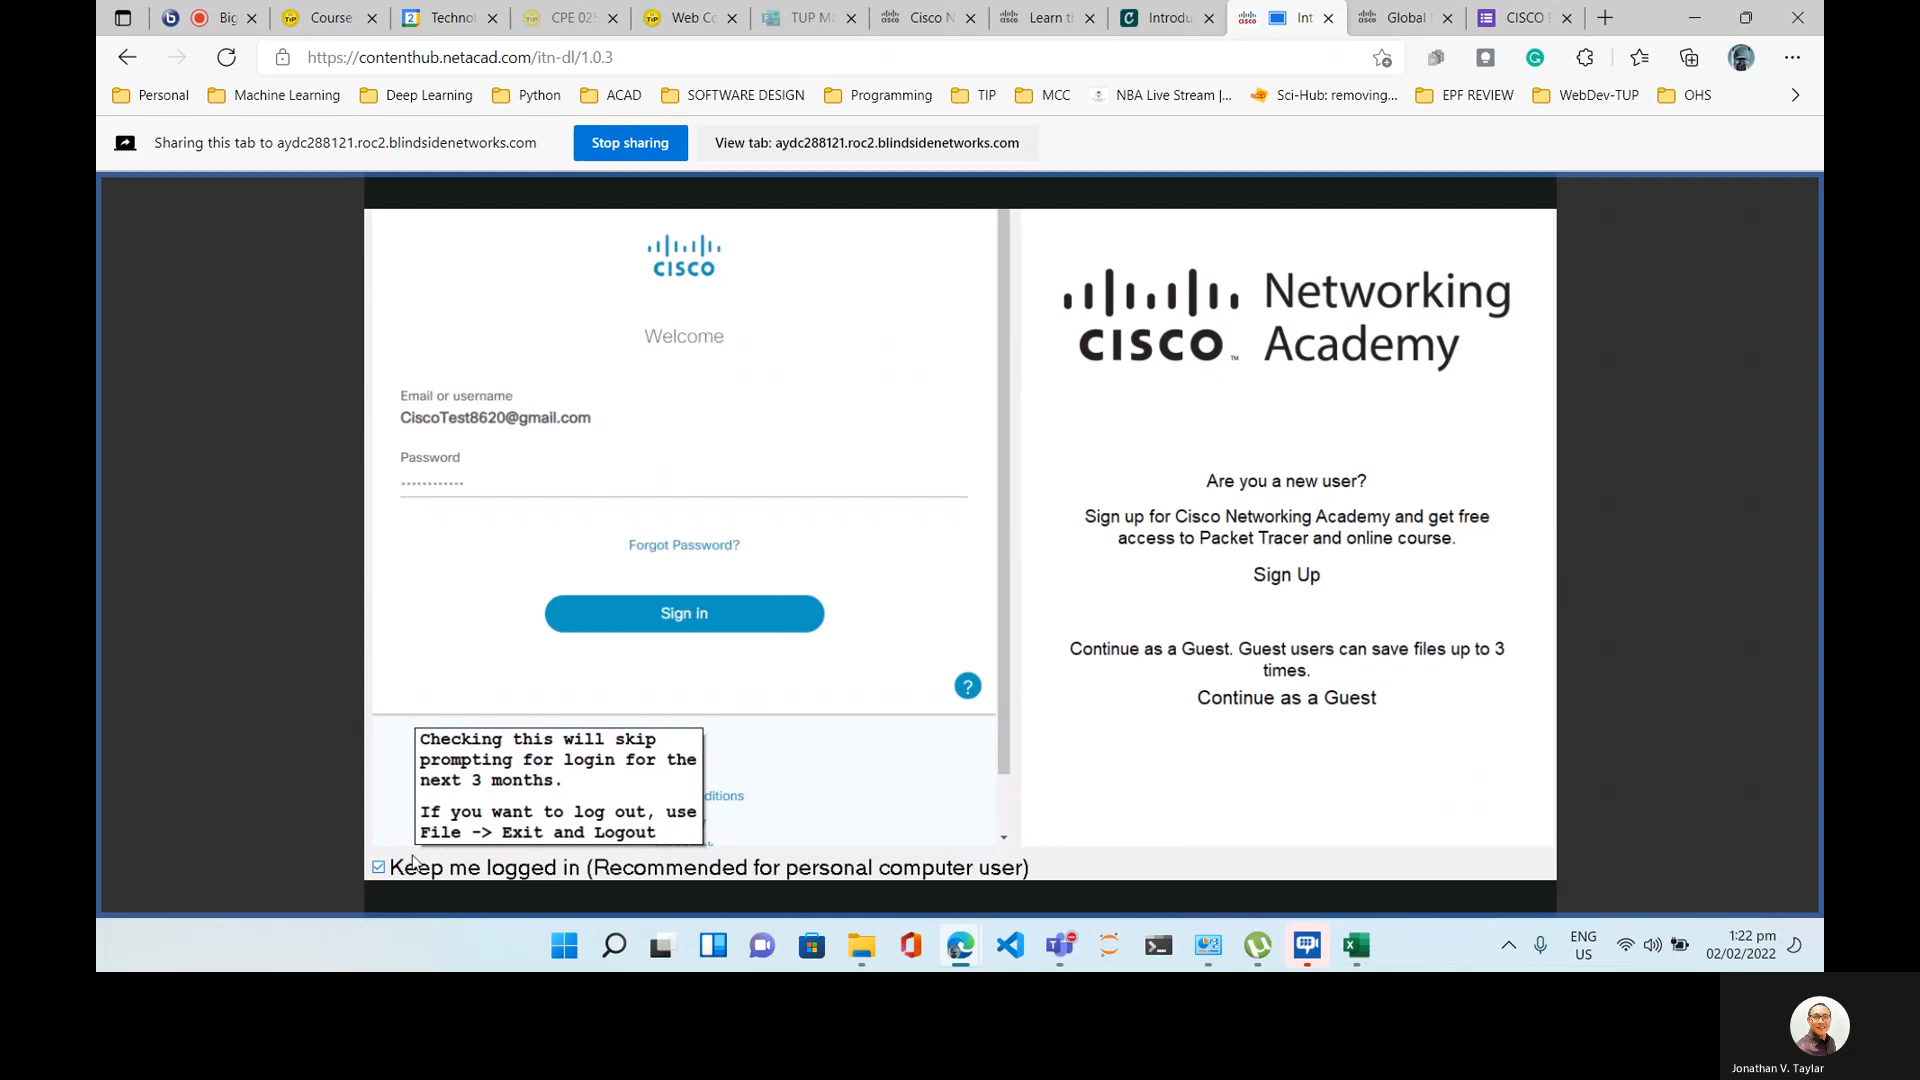 Big
Course
Technol
CPE 025
Web Co
TUP Ma
Cisco N
Learn t
Introdu
Int
Global
CISCO E
https://contenthub.netacad.com/itn-dl/1.0.3
Personal
Machine Learning
Deep Learning
Python
ACAD
SOFTWARE DESIGN
Programming
TIP
MCC
NBA Live Stream |...
Sci-Hub: removing...
EPF REVIEW
WebDev-TUP
OHS
Sharing this tab to aydc288121.roc2.blindsidenetworks.com
Stop sharing
View tab: aydc288121.roc2.blindsidenetworks.com
CISCO
Welcome
Email or username
CiscoTest8620@gmail.com
Password
Forgot Password?
Sign in
?
Checking this will skip
prompting for login for the
next 3 months.
If you want to log out, use
File -> Exit and Logout
ditions
Keep me logged in (Recommended for personal computer user)
CISCO™ Networking
Academy
Are you a new user?
Sign up for Cisco Networking Academy and get free
access to Packet Tracer and online course.
Sign Up
Continue as a Guest. Guest users can save files up to 3
times.
Continue as a Guest
ENG
US
1:22 pm
02/02/2022
Jonathan V. Taylar